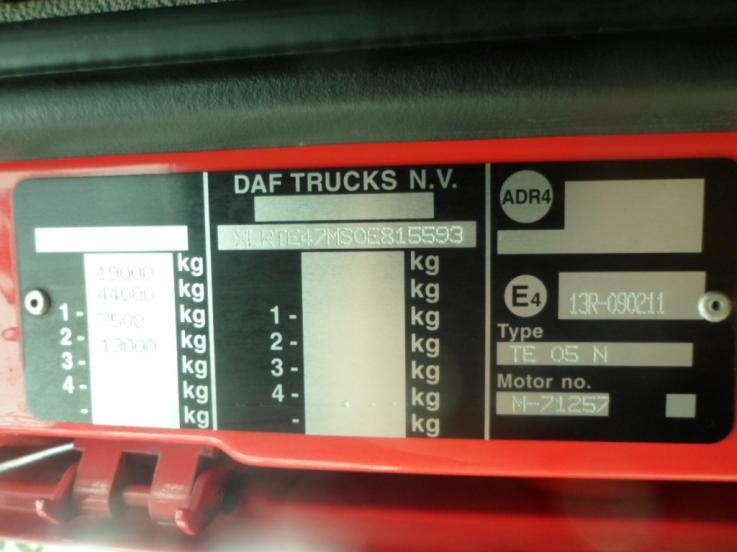 DAF TRUCKS N.V.
XLRTE47MS0E815593
19000 kg
44000 kg
1- 7500 kg
2- 13000 kg
3- kg
4- kg
- kg
kg
kg
1- kg
2- kg
3- kg
4- kg
- kg
ADR4
E4 13R-090211
Type
TE 05 N
Motor no.
M-71257